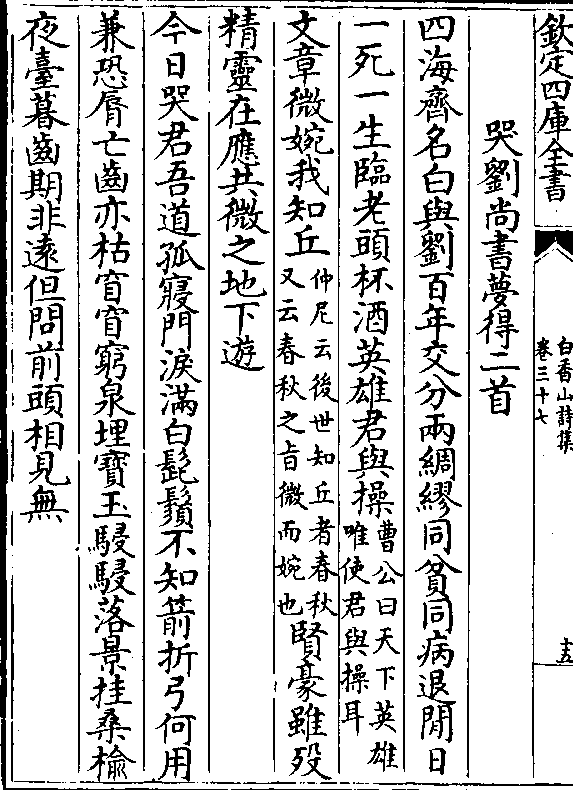 欽定四庫全書
白香山詩集
卷三十七
十五
哭劉尚書夢得二首
四海齊名白與劉百年交分兩綢繆同貧同病退閒日
一死一生臨老頭杯酒英雄君與操曹公曰天下英雄唯使君與操耳
文章微婉我知丘仲尼云後世知丘者春秋又云春秋之旨微而婉也賢豪雖殁
精靈在應共微之地下遊
今日哭君吾道孤寢門淚滿白髭鬚不知箭折弓何用
兼恐脣亡齒亦枯窅窅窮泉埋寶玉駸駸落景挂桑榆
夜臺暮齒期非遠但問前頭相見無